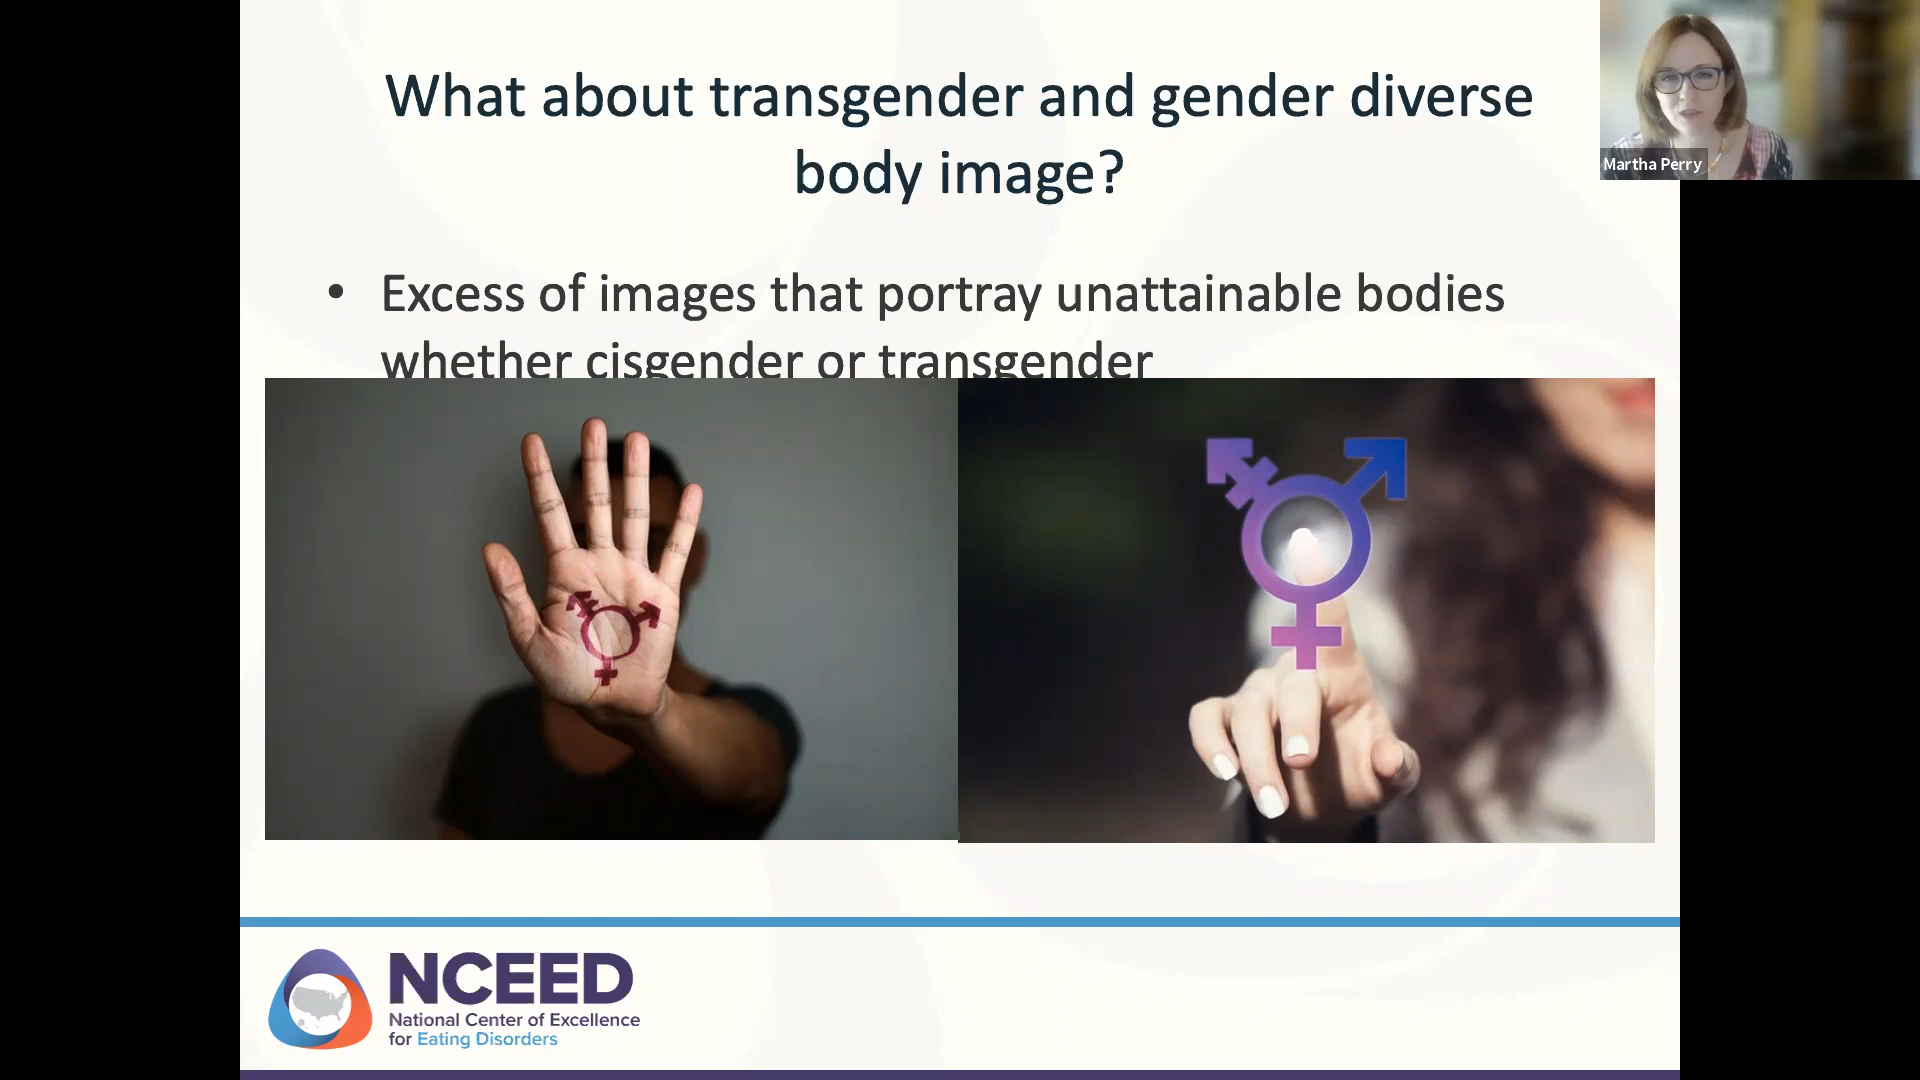 What about transgender and gender diverse
body image?
Martha Perry
• Excess of images that portray unattainable bodies
whether cisgender or transgender
NCEED
National Center of Excellence
for Eating Disorders